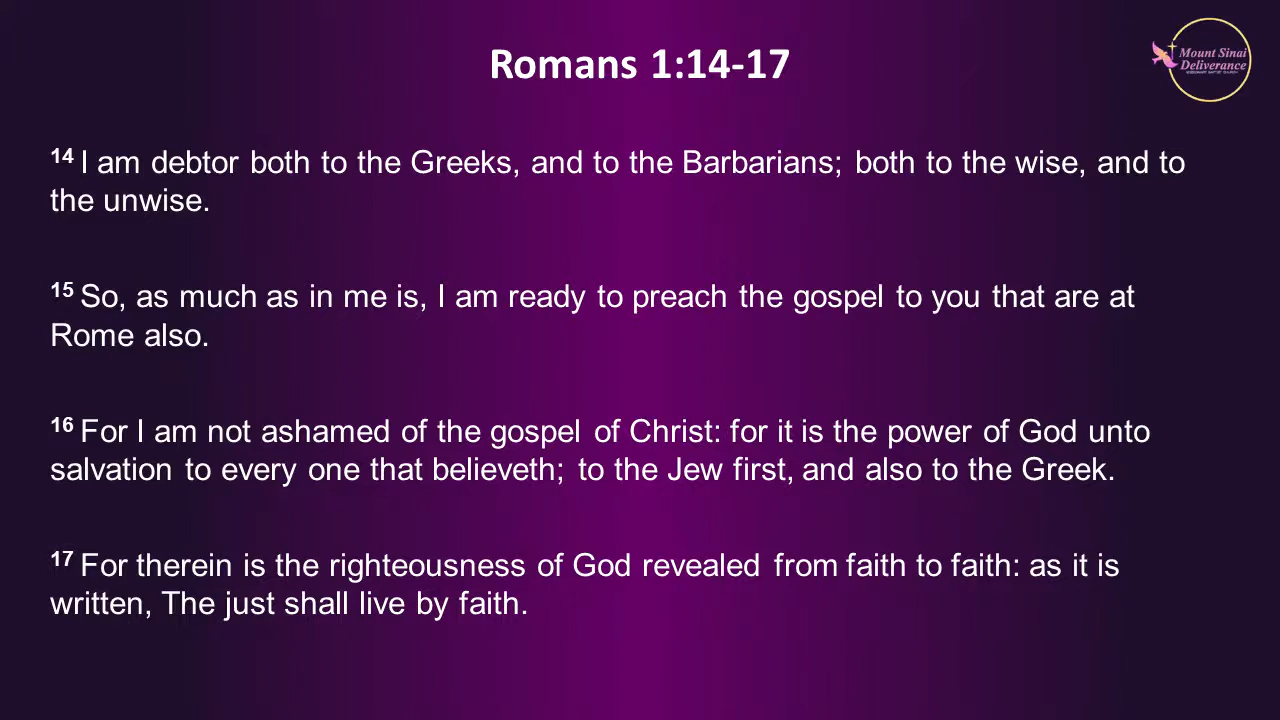 Romans 1:14-17
Mount Sinai
Deliverance
MISSIONARY BAPTIST CHURCH
14 I am debtor both to the Greeks, and to the Barbarians; both to the wise, and to
the unwise.
15 So, as much as in me is, I am ready to preach the gospel to you that are at
Rome also.
16 For I am not ashamed of the gospel of Christ: for it is the power of God unto
salvation to every one that believeth; to the Jew first, and also to the Greek.
17 For therein is the righteousness of God revealed from faith to faith: as it is
written, The just shall live by faith.